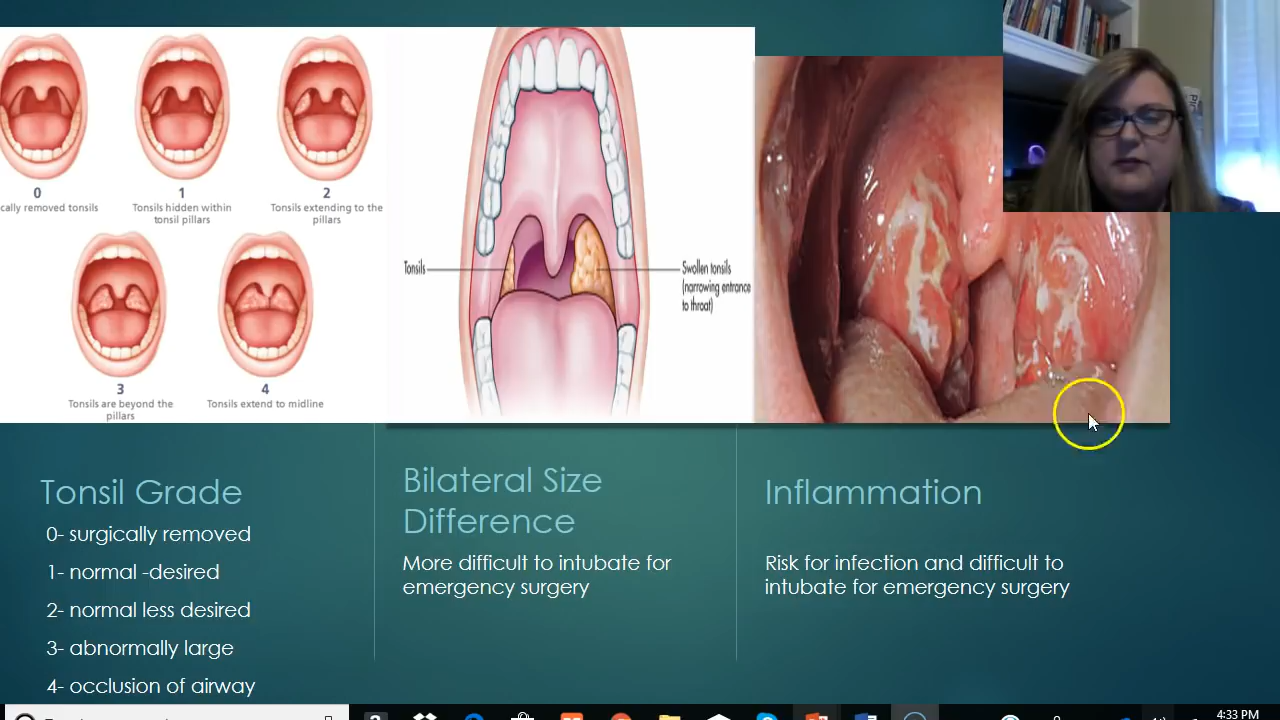 0
cally removed tonsils
1
Tonsils hidden within
tonsil pillars
2
Tonsils extending to the
pillars
3
Tonsils are beyond the
pillars
4
Tonsils extend to midline
Tonsils
Swollen tonsils
(narrowing entrance
to throat)
Tonsil Grade
0- surgically removed
1- normal -desired
2- normal less desired
3- abnormally large
4- occlusion of airway
Bilateral Size
Difference
More difficult to intubate for
emergency surgery
Inflammation
Risk for infection and difficult to
intubate for emergency surgery
4:33 PM